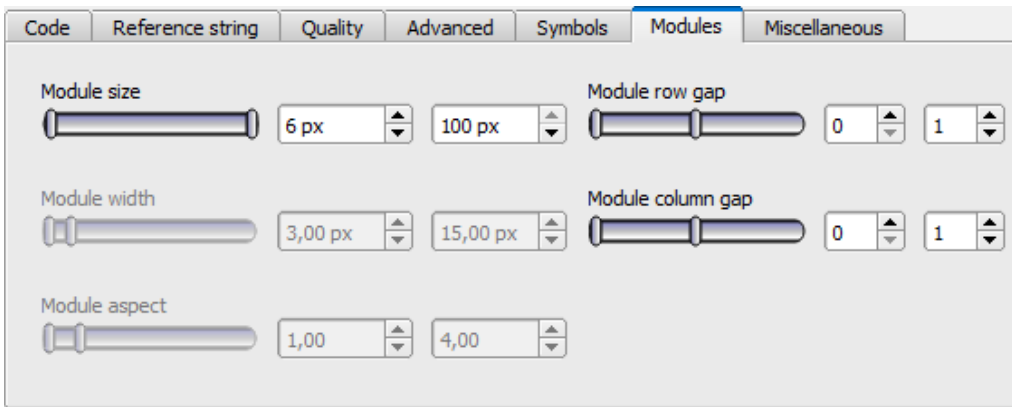 Code Reference string Quality Advanced Symbols Modules Miscellaneous
Module size Module row gap
6 px 100 px 0 1
Module width Module column gap
3,00 px 15,00 px 0 1
Module aspect
1,00 4,00